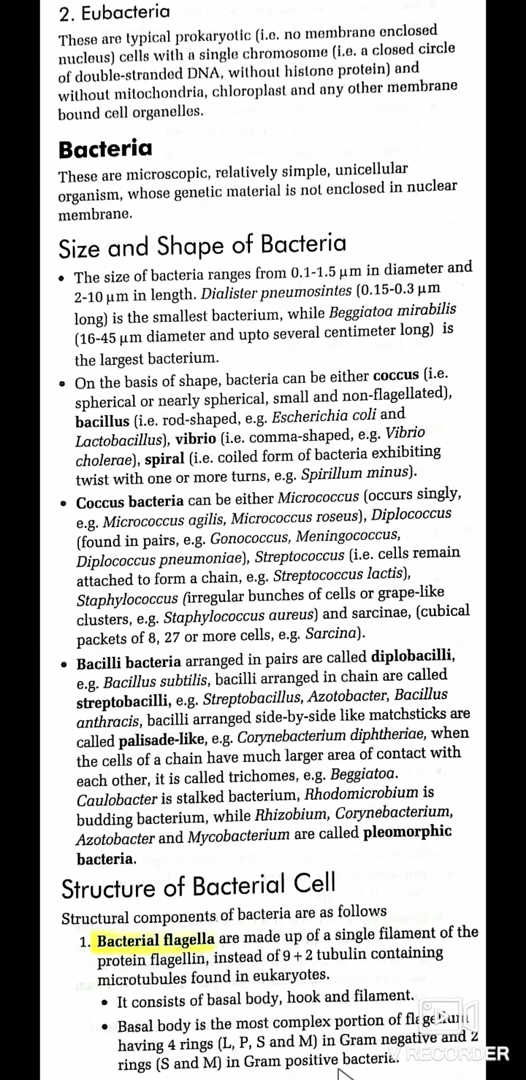 2. Eubacteria
These are typical prokaryotic (i.e. no membrane enclosed
nucleus) cells with a single chromosome (i.e. a closed circle
of double-stranded DNA, without histone protein) and
without mitochondria, chloroplast and any other membrane
bound cell organelles.
Bacteria
These are microscopic, relatively simple, unicellular
organism, whose genetic material is not enclosed in nuclear
membrane.
Size and Shape of Bacteria
• The size of bacteria ranges from 0.1-1.5 μm in diameter and
2-10 μm in length. Dialister pneumosintes (0.15-0.3 μm
long) is the smallest bacterium, while Beggiatoa mirabilis
(16-45 μm diameter and upto several centimeter long) is
the largest bacterium.
• On the basis of shape, bacteria can be either coccus (i.e.
spherical or nearly spherical, small and non-flagellated),
bacillus (i.e. rod-shaped, e.g. Escherichia coli and
Lactobacillus), vibrio (i.e. comma-shaped, e.g. Vibrio
cholerae), spiral (i.e. coiled form of bacteria exhibiting
twist with one or more turns, e.g. Spirillum minus).
• Coccus bacteria can be either Micrococcus (occurs singly,
e.g. Micrococcus agilis, Micrococcus roseus), Diplococcus
(found in pairs, e.g. Gonococcus, Meningococcus,
Diplococcus pneumoniae), Streptococcus (i.e. cells remain
attached to form a chain, e.g. Streptococcus lactis),
Staphylococcus (irregular bunches of cells or grape-like
clusters, e.g. Staphylococcus aureus) and sarcinae, (cubical
packets of 8, 27 or more cells, e.g. Sarcina).
• Bacilli bacteria arranged in pairs are called diplobacilli,
e.g. Bacillus subtilis, bacilli arranged in chain are called
streptobacilli, e.g. Streptobacillus, Azotobacter, Bacillus
anthracis, bacilli arranged side-by-side like matchsticks are
called palisade-like, e.g. Corynebacterium diphtheriae, when
the cells of a chain have much larger area of contact with
each other, it is called trichomes, e.g. Beggiatoa.
Caulobacter is stalked bacterium, Rhodomicrobium is
budding bacterium, while Rhizobium, Corynebacterium,
Azotobacter and Mycobacterium are called pleomorphic
bacteria.
Structure of Bacterial Cell
Structural components of bacteria are as follows
1. Bacterial flagella are made up of a single filament of the
protein flagellin, instead of 9 + 2 tubulin containing
microtubules found in eukaryotes.
• It consists of basal body, hook and filament.
• Basal body is the most complex portion of flagellum
having 4 rings (L, P, S and M) in Gram negative and 2
rings (S and M) in Gram positive bacteria.
RECORDER